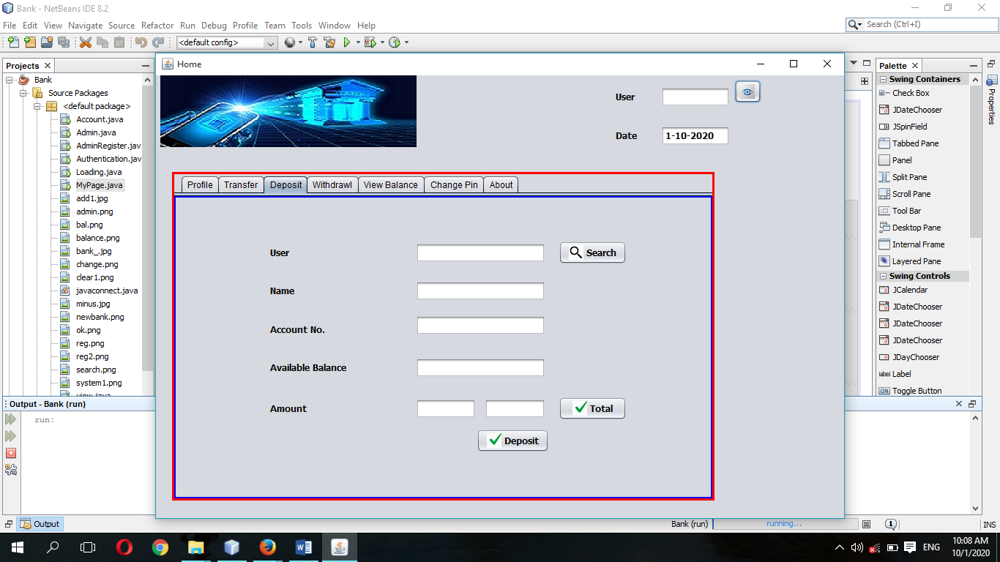 Bank - NetBeans IDE 8.2
File Edit View Navigate Source Refactor Run Debug Profile Team Tools Window Help
Search (Ctrl+I)
<default config>
Projects
Bank
Source Packages
<default package>
Account.java
Admin.java
AdminRegister.jav
Authentication.jav
Loading.java
MyPage.java
add1.jpg
admin.png
bal.png
balance.png
bank_.jpg
change.png
clear1.png
javaconnect.java
minus.jpg
newbank.png
ok.png
reg.png
reg2.png
search.png
system1.png
view.java
Home
User
Date 1-10-2020
Profile Transfer Deposit Withdrawl View Balance Change Pin About
User Search
Name
Account No.
Available Balance
Amount Total
Deposit
Palette
Swing Containers
Check Box
JDateChooser
JSpinField
Tabbed Pane
Panel
Split Pane
Scroll Pane
Tool Bar
Desktop Pane
Internal Frame
Layered Pane
Swing Controls
JCalendar
JDateChooser
JDateChooser
JDateChooser
JDayChooser
label Label
ON Toggle Button
Properties
Output - Bank (run)
run:
Output
Bank (run) running... 1 INS
ENG
10:08 AM
10/1/2020